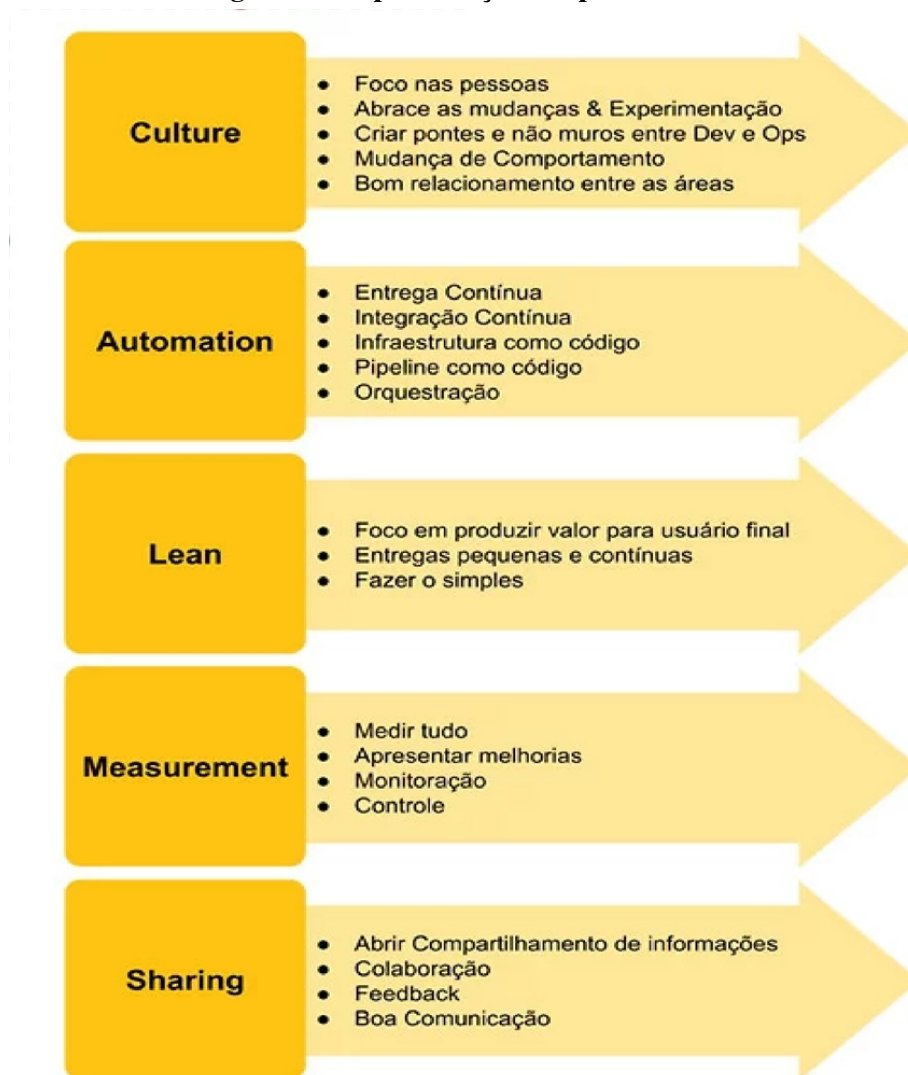 Culture
● Foco nas pessoas
● Abrace as mudanças & Experimentação
● Criar pontes e não muros entre Dev e Ops
● Mudança de Comportamento
● Bom relacionamento entre as áreas
Automation
● Entrega Contínua
● Integração Contínua
● Infraestrutura como código
● Pipeline como código
● Orquestração
Lean
● Foco em produzir valor para usuário final
● Entregas pequenas e contínuas
● Fazer o simples
Measurement
● Medir tudo
● Apresentar melhorias
● Monitoração
● Controle
Sharing
● Abrir Compartilhamento de informações
● Colaboração
● Feedback
● Boa Comunicação